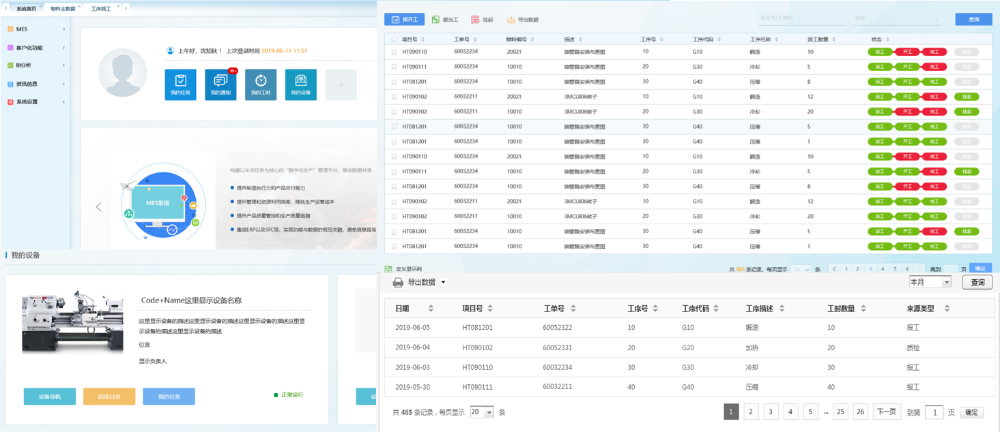 系统首页 物料主数据 工序派工
MES
客户化功能
BI分析
资讯信息
系统设置
上午好，沈知秋！ 上次登录时间 2019-06-11 11:51
99+
我的任务 我的通知 我的工时 我的设备
构建以车间任务为核心的“数字化生产”管理平台，推动数据共享、
提升制造执行力和产品交付能力
MES系统
提升管理和资源利用效率、降低生产运营成本
提升产品质量管控和生产质量追溯
集成ERP以及SFC层，实现功能与数据的相互交融，避免信息孤岛
我的设备
Code+Name这里显示设备名称
这里显示设备的描述这里显示设备的描述这里显示设备的描述这里显
示设备的描述这里显示设备的描述
位置
显示负责人
设备停机 启停日志 我的任务 正常运行
报开工 报完工 挂起 导出数据 项目号/工单号 状态 查询
项目号 工单号 物料编号 描述 工序号 工序代码 工序名称 派工数量 状态
HT090110 60032234 20021 油管路安装布置图 10 G10 锻造 10 派工 开工 完工 挂起
HT090111 60032234 10010 油管路安装布置图 20 G30 冷却 5 派工 开工 完工 挂起
HT081201 60032234 10010 油管路安装布置图 30 G40 压缩 8 派工 开工 完工 挂起
HT090102 60032211 20021 3MCL806转子 10 G10 锻造 12 派工 开工 完工 挂起
HT090102 60032211 10010 3MCL806转子 20 G30 冷却 20 派工 开工 完工 挂起
HT081201 60032234 10010 油管路安装布置图 30 G40 压缩 5 派工 开工 完工 挂起
HT081201 60032234 10010 油管路安装布置图 30 G40 压缩 1 派工 开工 完工 挂起
HT090110 60032234 20021 油管路安装布置图 10 G10 锻造 10 派工 开工 完工 挂起
HT090111 60032234 10010 油管路安装布置图 20 G30 冷却 5 派工 开工 完工 挂起
HT081201 60032234 10010 油管路安装布置图 30 G40 压缩 8 派工 开工 完工 挂起
HT090102 60032211 20021 3MCL806转子 10 G10 锻造 12 派工 开工 完工 挂起
HT090102 60032211 10010 3MCL806转子 20 G30 冷却 20 派工 开工 完工 挂起
HT081201 60032234 10010 油管路安装布置图 30 G40 压缩 5 派工 开工 完工 挂起
HT081201 60032234 10010 油管路安装布置图 30 G40 压缩 1 派工 开工 完工 挂起
定义显示列 共 485 条记录，每页显示 20 条 1 2 3 4 5 6 跳到 页 确定
导出数据 本月 查询
日期 项目号 工单号 工序号 工序代码 工序描述 工时数量 来源类型
2019-06-05 HT081201 60052322 10 G10 锻造 10 报工
2019-06-04 HT090102 60052331 20 G20 加热 20 质检
2019-06-03 HT090110 60032234 30 G30 冷却 30 报工
2019-05-30 HT090111 60032211 40 G40 压缩 40 报工
共 485 条记录，每页显示 20 条 1 2 3 4 5 ... 25 26 下一页 到第 1 页 确定